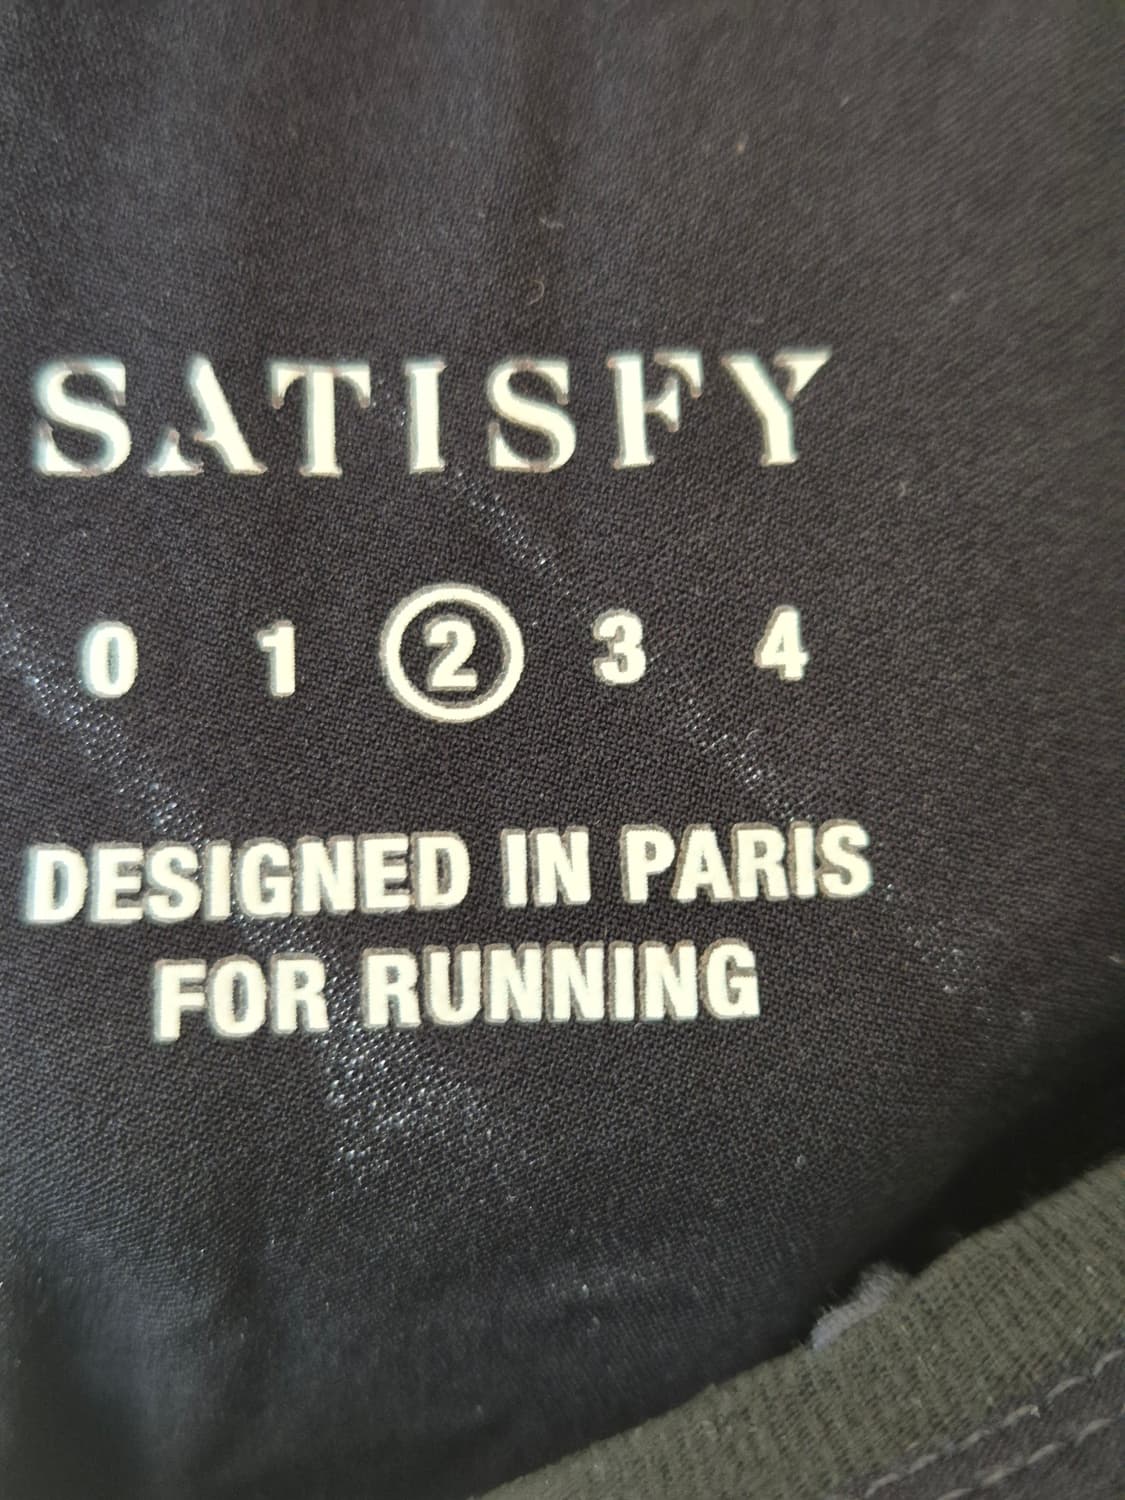 SATISFY
0 1 2 3 4
DESIGNED IN PARIS
FOR RUNNING